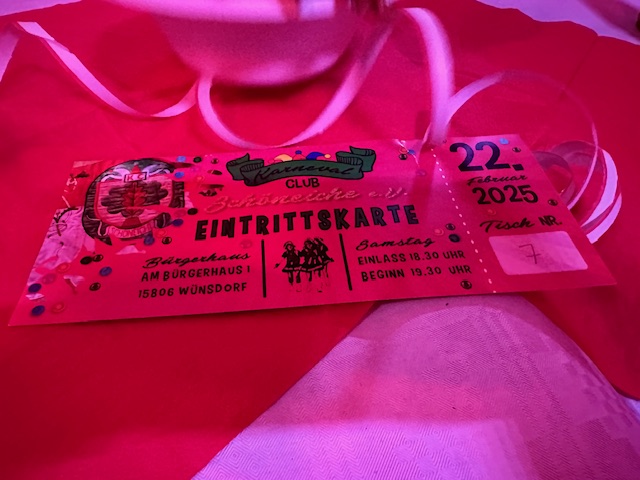 Karneval
CLUB
Schöneiche e.V.
EINTRITTSKARTE
Bürgerhaus
AM BÜRGERHAUS 1
15806 WÜNSDORF
Samstag
EINLASS 18.30 UHR
BEGINN 19.30 UHR
22.
Februar
2025
Tisch NR.
7